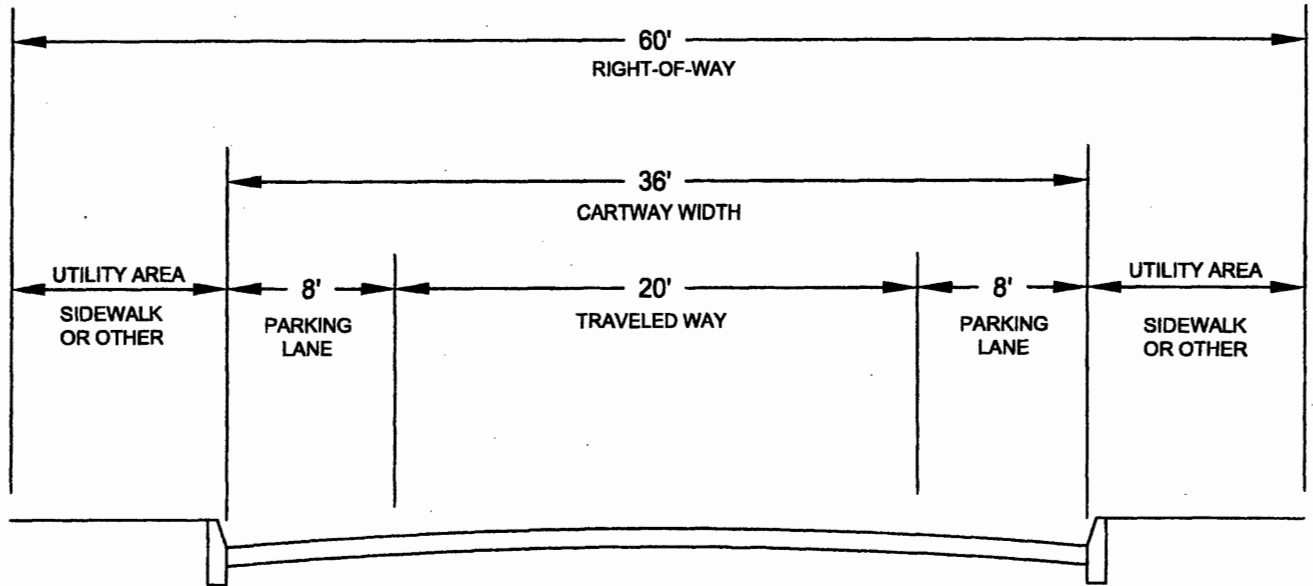 60'
RIGHT-OF-WAY
36'
CARTWAY WIDTH
UTILITY AREA
SIDEWALK
OR OTHER
8'
PARKING
LANE
20'
TRAVELED WAY
8'
PARKING
LANE
UTILITY AREA
SIDEWALK
OR OTHER